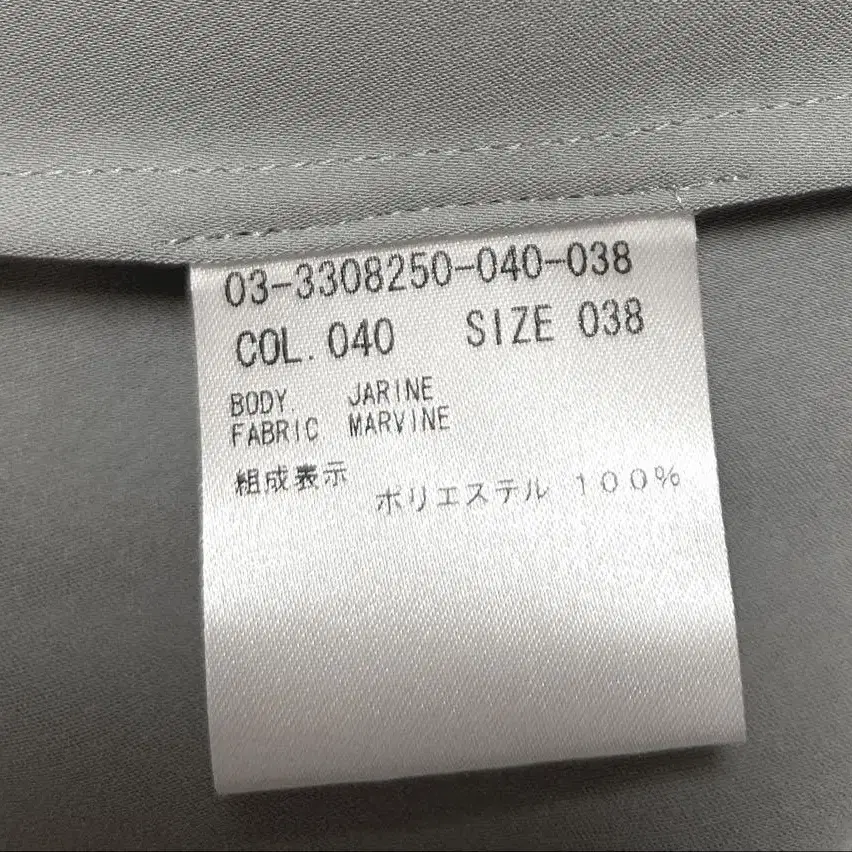 03-3308250-040-038
COL.040 SIZE 038
BODY JARINE
FABRIC MARVINE
組成表示
ポリエステル 100%